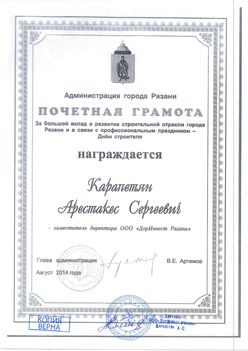 Администрация города Рязани
ПОЧЕТНАЯ ГРАМОТА
За большой вклад в развитие строительной отрасли города
Рязани и в связи с профессиональным праздником –
Днём строителя
награждается
Карапетян
Арестакес Сергеевич
- заместитель директора ООО «ДорИнвест Рязань»
Глава администрации
В.Е. Артемов
Август 2014 года
КОПИЯ
ВЕРНА